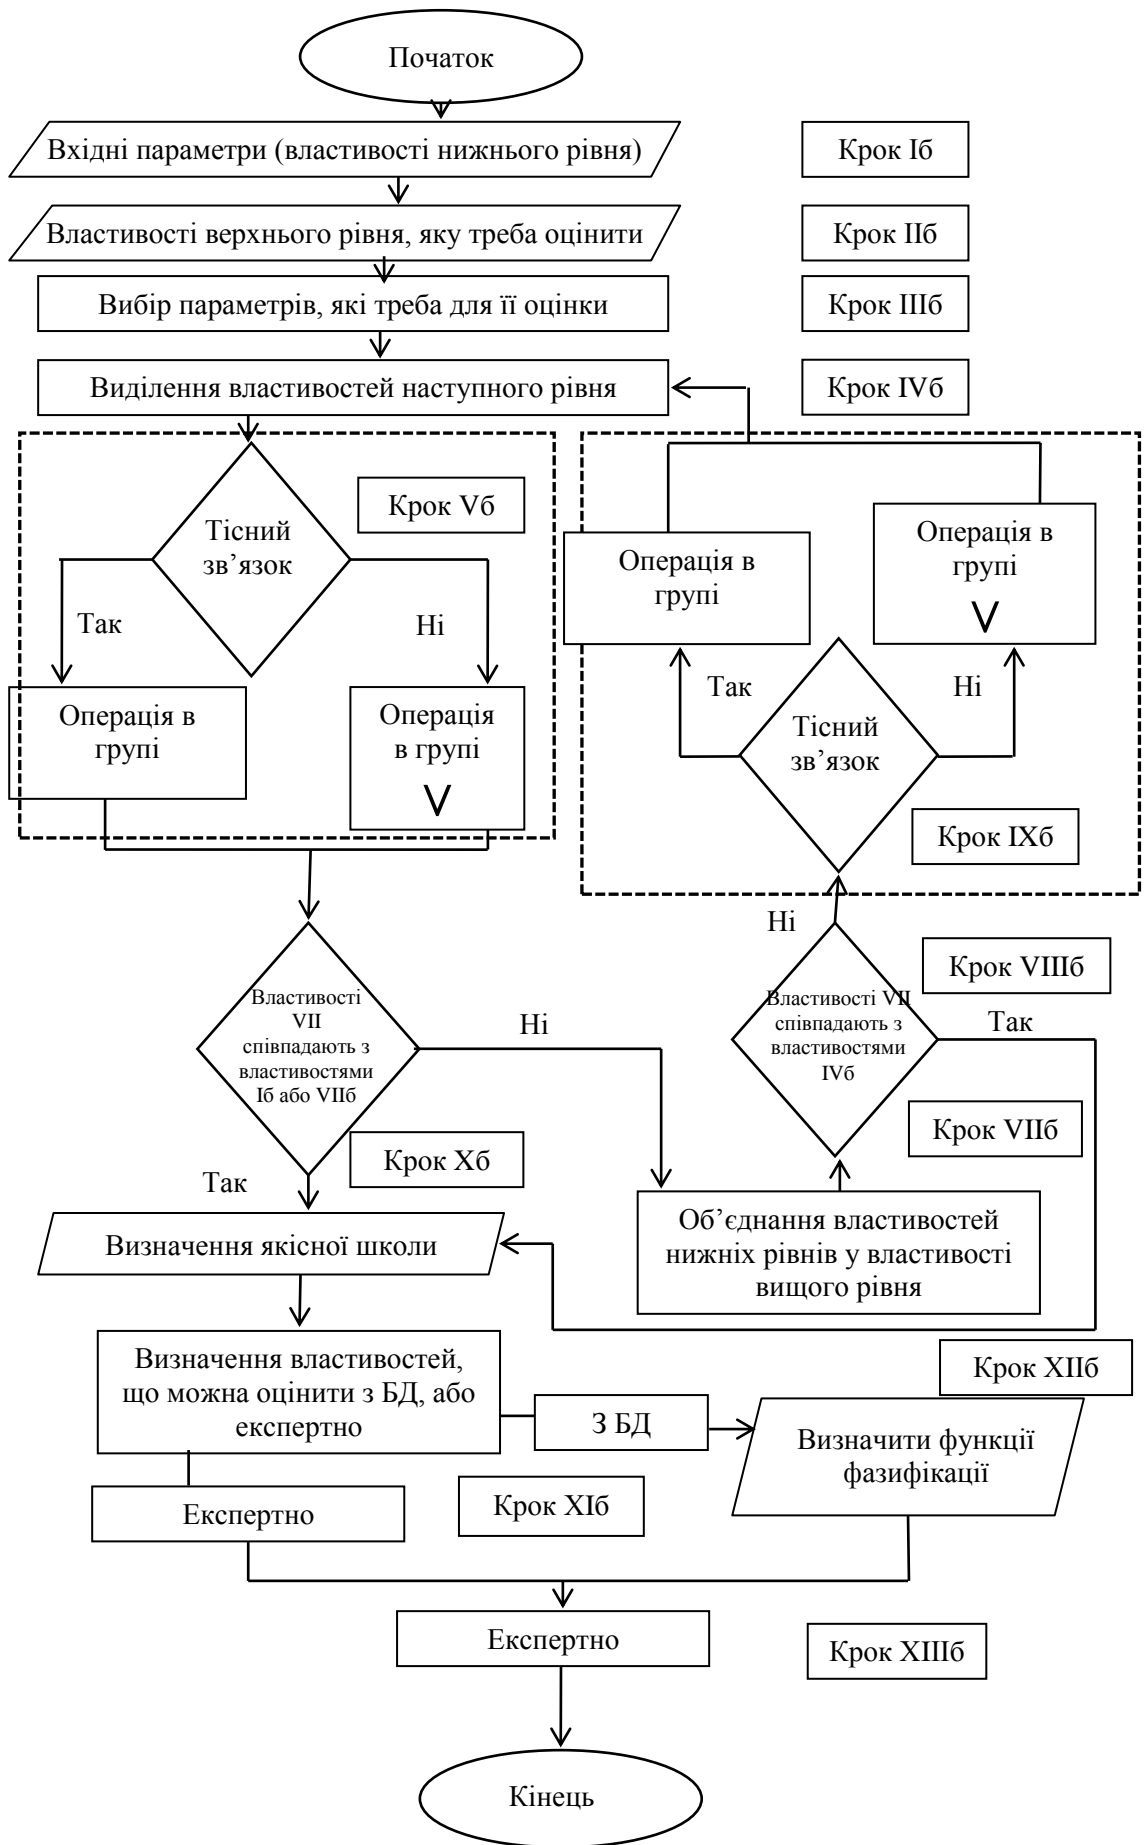 Початок
Вхідні параметри (властивості нижнього рівня)
Крок Іб
Властивості верхнього рівня, яку треба оцінити
Крок ІІб
Вибір параметрів, які треба для її оцінки
Крок ІІІб
Виділення властивостей наступного рівня
Крок IVб
Крок Vб
Тісний
зв’язок
Так
Ні
Операція в
групі
Операція
в групі
V
Операція в
групі
Операція в
групі
V
Так
Ні
Тісний
зв’язок
Крок IХб
Ні
Крок VIIIб
Властивості VII
співпадають з
властивостями
IVб
Так
Крок VIIб
Властивості
VII
співпадають з
властивостями
Іб або VIIб
Ні
Крок Xб
Так
Об’єднання властивостей
нижніх рівнів у властивості
вищого рівня
Визначення якісної школи
Визначення властивостей,
що можна оцінити з БД, або
експертно
З БД
Крок XIIб
Визначити функції
фазифікації
Експертно
Крок XIб
Експертно
Крок XIIIб
Кінець